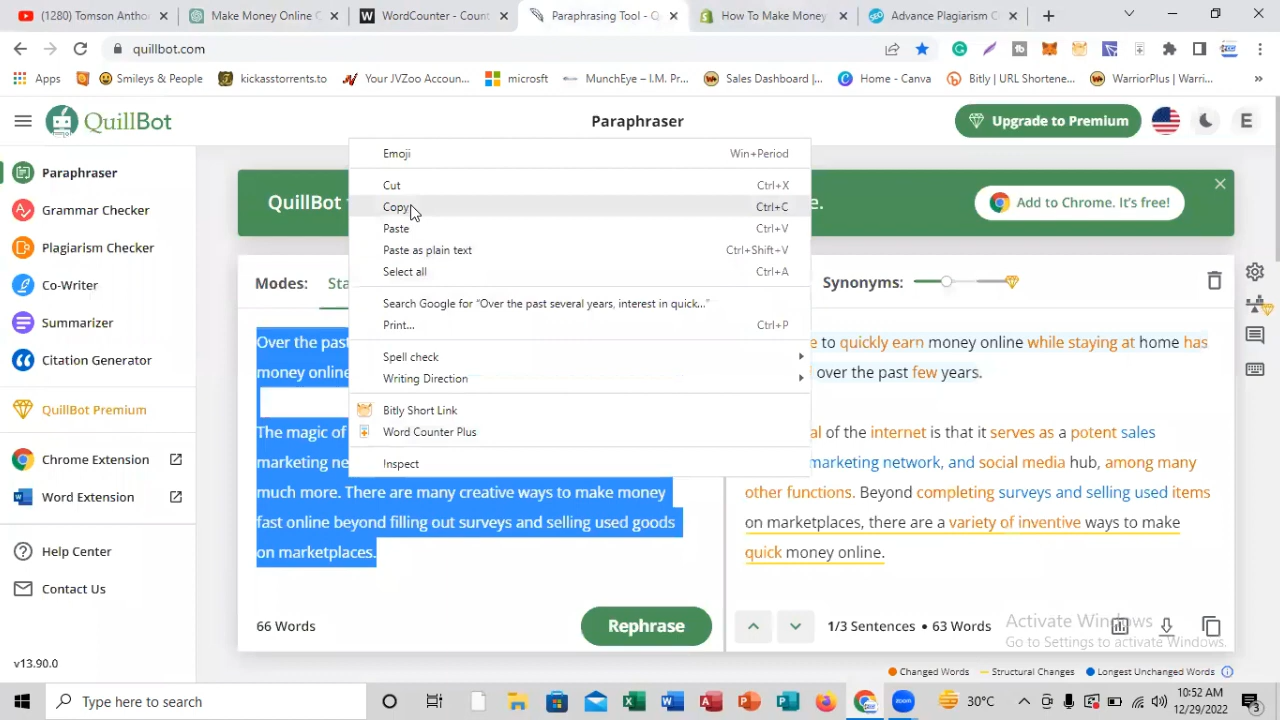 (1280) Tomson Anthor
Make Money Online C
WordCounter - Count
Paraphrasing Tool - Q
How To Make Money
Advance Plagiarism C
quillbot.com
Apps
Smileys & People
kickasstorrents.to
Your JVZoo Accoun...
microsft
MunchEye – I.M. Pr...
Sales Dashboard |...
Home - Canva
Bitly | URL Shortene...
WarriorPlus | Warri...
QuillBot
Paraphraser
Upgrade to Premium
E
Paraphraser
Grammar Checker
Plagiarism Checker
Co-Writer
Summarizer
Citation Generator
QuillBot Premium
Chrome Extension
Word Extension
Help Center
Contact Us
v13.90.0
QuillBot
e.
Add to Chrome. It's free!
Emoji Win+Period
Cut Ctrl+X
Copy Ctrl+C
Paste Ctrl+V
Paste as plain text Ctrl+Shift+V
Select all Ctrl+A
Search Google for “Over the past several years, interest in quick...”
Print... Ctrl+P
Spell check
Writing Direction
Bitly Short Link
Word Counter Plus
Inspect
Modes: Sta
Synonyms:
Over the past
money online
The magic of
marketing ne
much more. There are many creative ways to make money
fast online beyond filling out surveys and selling used goods
on marketplaces.
66 Words
Rephrase
e to quickly earn money online while staying at home has
over the past few years.
al of the internet is that it serves as a potent sales
marketing network, and social media hub, among many
other functions. Beyond completing surveys and selling used items
on marketplaces, there are a variety of inventive ways to make
quick money online.
1/3 Sentences • 63 Words
Activate Windows
Go to Settings to activate Windows.
Changed Words
Structural Changes
Longest Unchanged Words
Type here to search
zoom
30°C
10:52 AM
12/29/2022
3